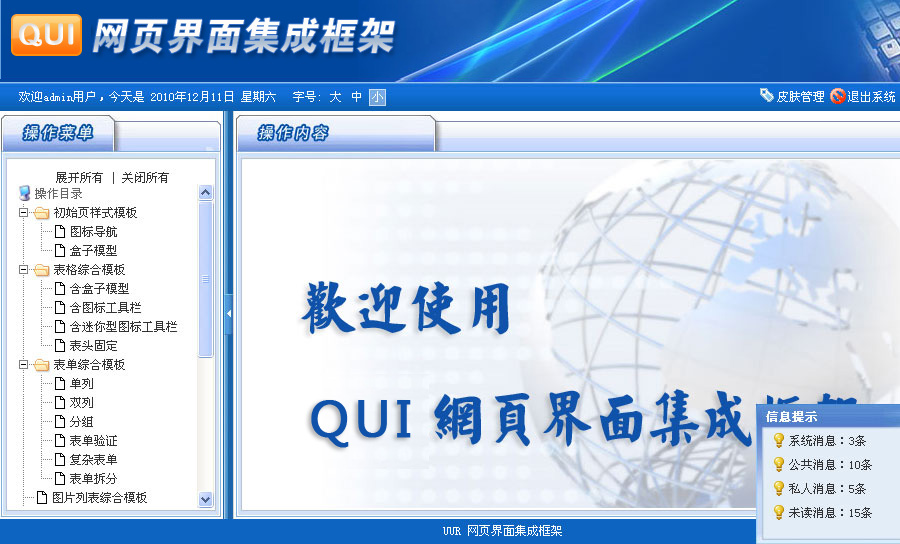 QUI 网页界面集成框架
欢迎admin用户，今天是 2010年12月11日 星期六 字号: 大 中 小
皮肤管理 退出系统
操作菜单
操作内容
展开所有 | 关闭所有
操作目录
初始页样式模板
图标导航
盒子模型
表格综合模板
含盒子模型
含图标工具栏
含迷你型图标工具栏
表头固定
表单综合模板
单列
双列
分组
表单验证
复杂表单
表单拆分
图片列表综合模板
歡迎使用
QUI 網頁界面集成框架
信息提示
系统消息：3条
公共消息：10条
私人消息：5条
未读消息：15条
UUR 网页界面集成框架